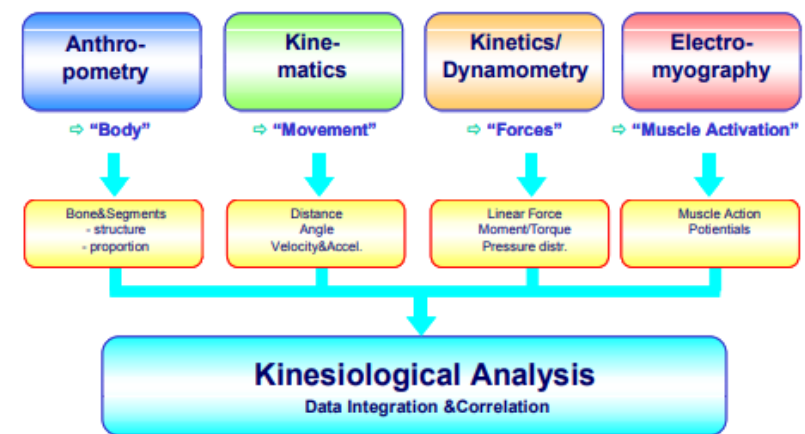 Anthro-
pometry
Kine-
matics
Kinetics/
Dynamometry
Electro-
myography
⇨ “Body”
⇨ “Movement”
⇨ “Forces”
⇨ “Muscle Activation”
Bone&Segments
- structure
- proportion
Distance
Angle
Velocity&Accel.
Linear Force
Moment/Torque
Pressure distr.
Muscle Action
Potientials
Kinesiological Analysis
Data Integration &Correlation